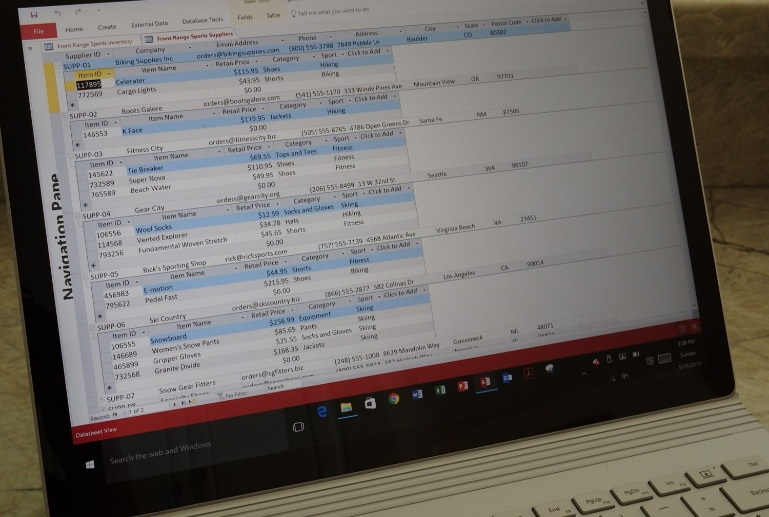 File Home Create External Data Database Tools Fields Table Tell me what you want to do
Front Range Sports Inventory Front Range Sports Suppliers
Supplier ID Company Email Address Phone Address City State Postal Code Click to Add
SUPP-01 Biking Supplies Inc orders@bikingsupplies.com (800) 555-3788 7849 Pebble Boulder CO 80302
Item ID Item Name Retail Price Category Sport Click to Add
117895 Celerater $115.95 Shoes Hiking
772569 Cargo Lights $43.95 Shorts Biking
* $0.00
SUPP-02 Boots Galore orders@bootsgalore.com (541) 555-1170 333 Windy Pines Ave Mountain View OR 97701
Item ID Item Name Retail Price Category Sport Click to Add
146553 K Face $179.95 Jackets Hiking
* $0.00
SUPP-03 Fitness City orders@fitnesscity.biz (505) 555-6765 4786 Open Greens Dr Santa Fe NM 87506
Item ID Item Name Retail Price Category Sport Click to Add
145622 Tie Breaker $69.55 Tops and Tees Fitness
732589 Super Nova $110.95 Shoes Fitness
765589 Beach Water $49.95 Shorts Fitness
* $0.00
SUPP-04 Gear City orders@gearcity.org (206) 555-8499 13 W 32nd St Seattle WA 98107
Item ID Item Name Retail Price Category Sport Click to Add
106556 Wool Socks $12.59 Socks and Gloves Skiing
114568 Vented Explorer $34.78 Hats Hiking
793256 Fundamental Woven Stretch $45.65 Shorts Fitness
* $0.00
SUPP-05 Rick's Sporting Shop rick@ricksports.com (757) 555-7139 4568 Atlantic Ave Virginia Beach VA 23451
Item ID Item Name Retail Price Category Sport Click to Add
456983 E-motion $44.95 Shorts Fitness
795622 Pedal Fast $215.95 Shoes Biking
* $0.00
SUPP-06 Ski Country orders@skicountry.biz (866) 555-2877 582 Culinas Dr Los Angeles CA 90014
Item ID Item Name Retail Price Category Sport Click to Add
106555 Snowboard $256.99 Equipment Skiing
146689 Women's Snow Pants $85.65 Pants Skiing
465899 Gripper Gloves $25.55 Socks and Gloves Skiing
732568 Granite Divide $168.35 Jackets Skiing
* $0.00
SUPP-07 Snow Gear Fitters orders@sgfitters.biz (248) 555-1000 8629 Mandolin Way Gooseneck MI 48071
Record: 1 of 2 No Filter Search
Navigation Pane
Datasheet View
Search the web and Windows
Sunday
End PgUp PgDn Ins Del
Backspace